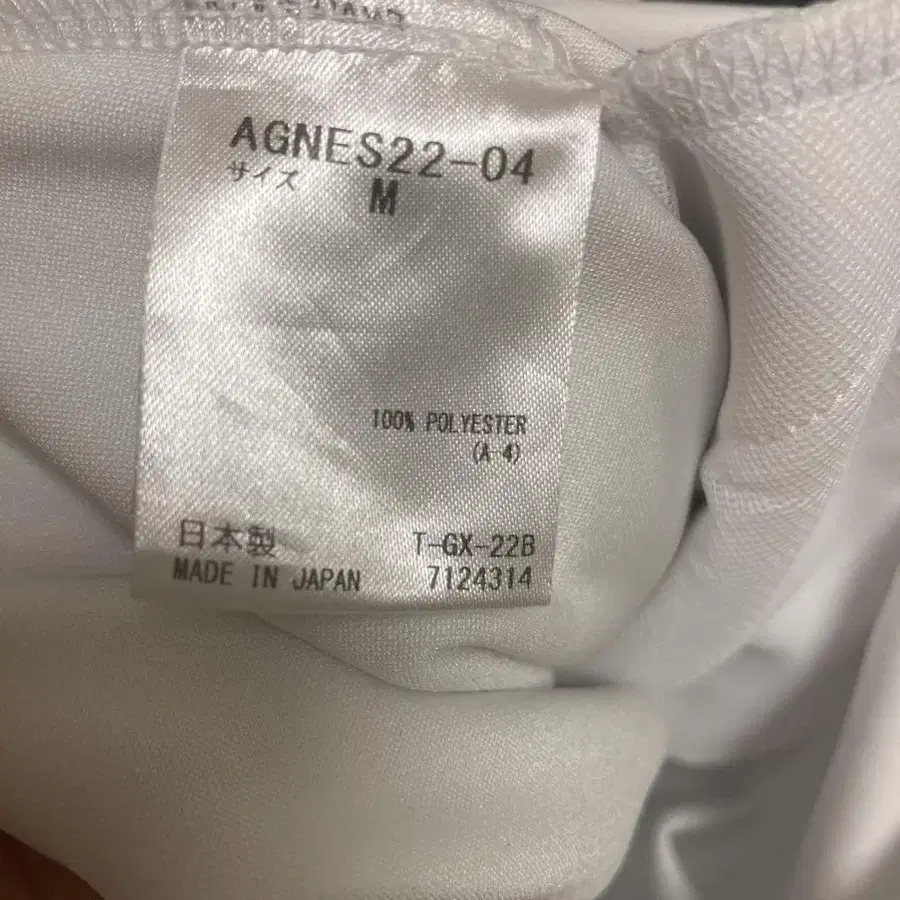 AGNES22-04
サイズ
M
100% POLYESTER
(A-4)
日本製
T-GX-22B
MADE IN JAPAN
7124314